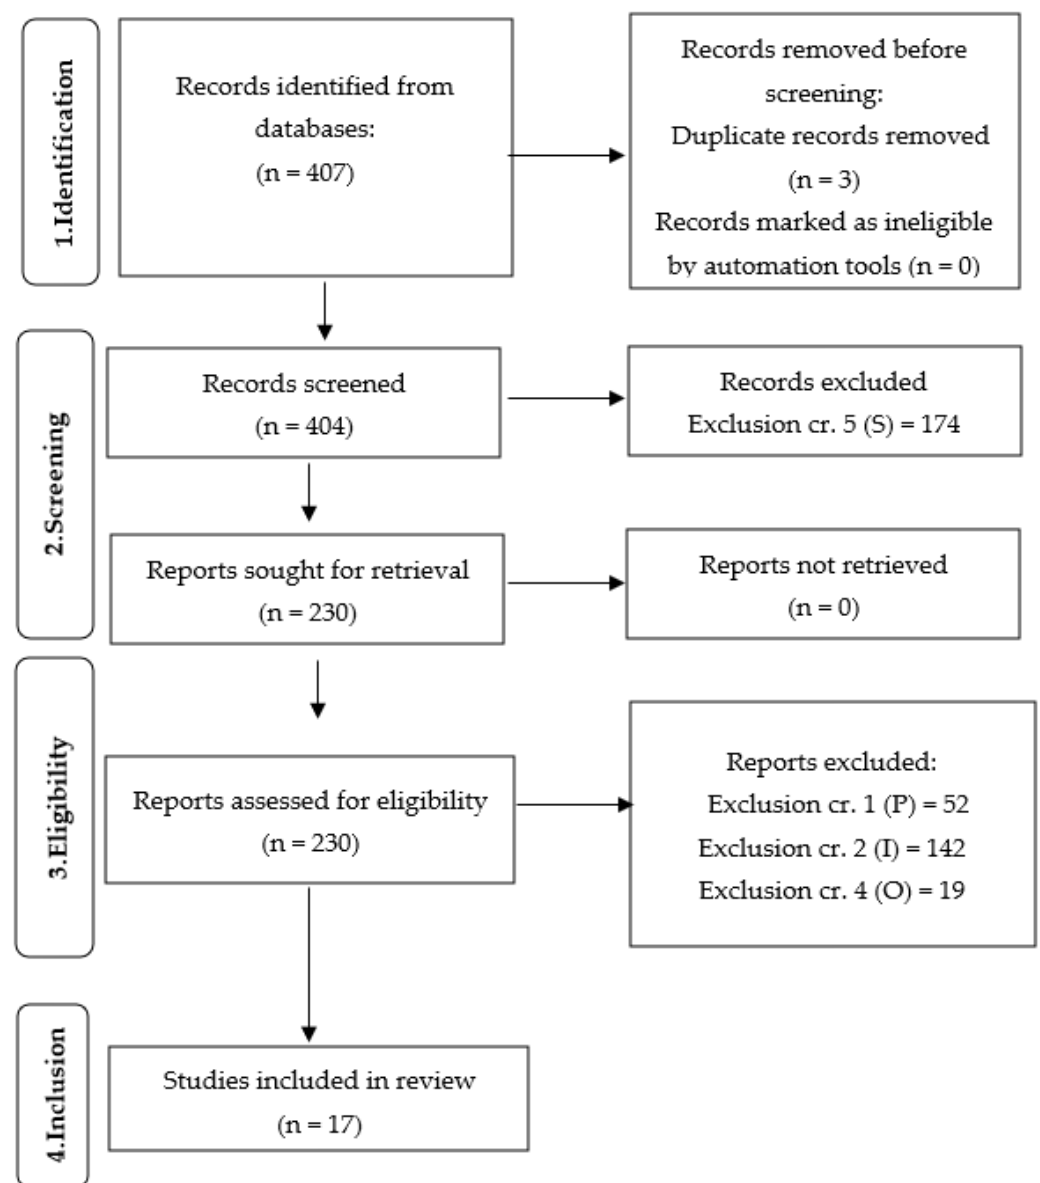 1.Identification
Records identified from
databases:
(n = 407)
Records removed before
screening:
Duplicate records removed
(n = 3)
Records marked as ineligible
by automation tools (n = 0)
2.Screening
Records screened
(n = 404)
Records excluded
Exclusion cr. 5 (S) = 174
Reports sought for retrieval
(n = 230)
Reports not retrieved
(n = 0)
3.Eligibility
Reports assessed for eligibility
(n = 230)
Reports excluded:
Exclusion cr. 1 (P) = 52
Exclusion cr. 2 (I) = 142
Exclusion cr. 4 (O) = 19
4.Inclusion
Studies included in review
(n = 17)